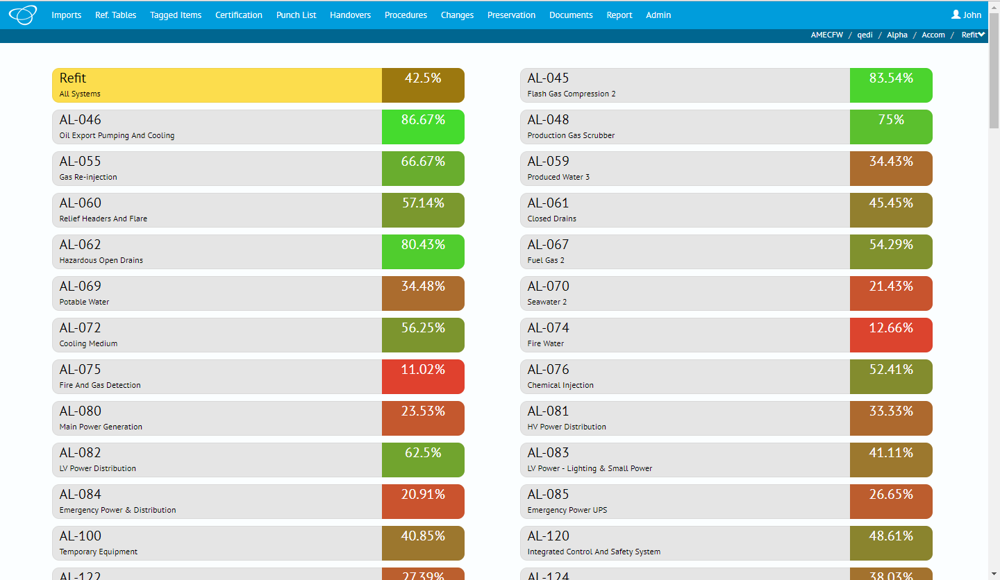 Imports Ref. Tables Tagged Items Certification Punch List Handovers Procedures Changes Preservation Documents Report Admin John
AMECFW / qedi / Alpha / Accom / Refit
Refit 42.5%
All Systems
AL-045 83.54%
Flash Gas Compression 2
AL-046 86.67%
Oil Export Pumping And Cooling
AL-048 75%
Production Gas Scrubber
AL-055 66.67%
Gas Re-injection
AL-059 34.43%
Produced Water 3
AL-060 57.14%
Relief Headers And Flare
AL-061 45.45%
Closed Drains
AL-062 80.43%
Hazardous Open Drains
AL-067 54.29%
Fuel Gas 2
AL-069 34.48%
Potable Water
AL-070 21.43%
Seawater 2
AL-072 56.25%
Cooling Medium
AL-074 12.66%
Fire Water
AL-075 11.02%
Fire And Gas Detection
AL-076 52.41%
Chemical Injection
AL-080 23.53%
Main Power Generation
AL-081 33.33%
HV Power Distribution
AL-082 62.5%
LV Power Distribution
AL-083 41.11%
LV Power - Lighting & Small Power
AL-084 20.91%
Emergency Power & Distribution
AL-085 26.65%
Emergency Power UPS
AL-100 40.85%
Temporary Equipment
AL-120 48.61%
Integrated Control And Safety System
AL-122 27.39%
AL-124 38.03%